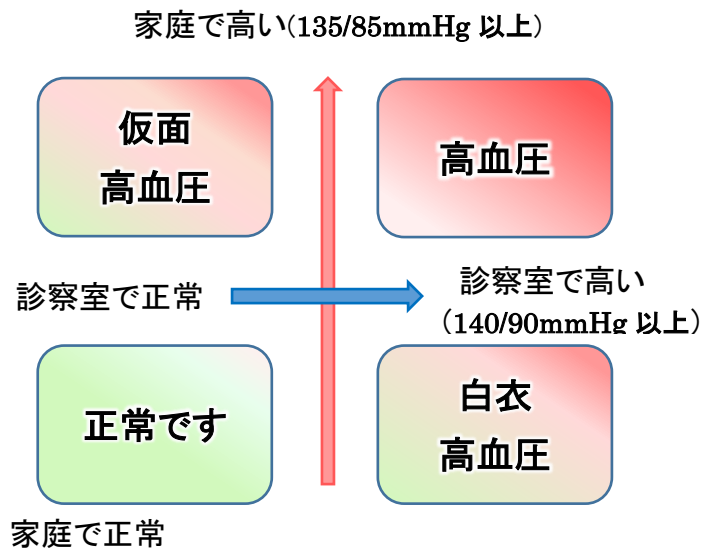 家庭で高い(135/85mmHg 以上)
仮面
高血圧
高血圧
診察室で正常
診察室で高い
(140/90mmHg 以上)
正常です
白衣
高血圧
家庭で正常